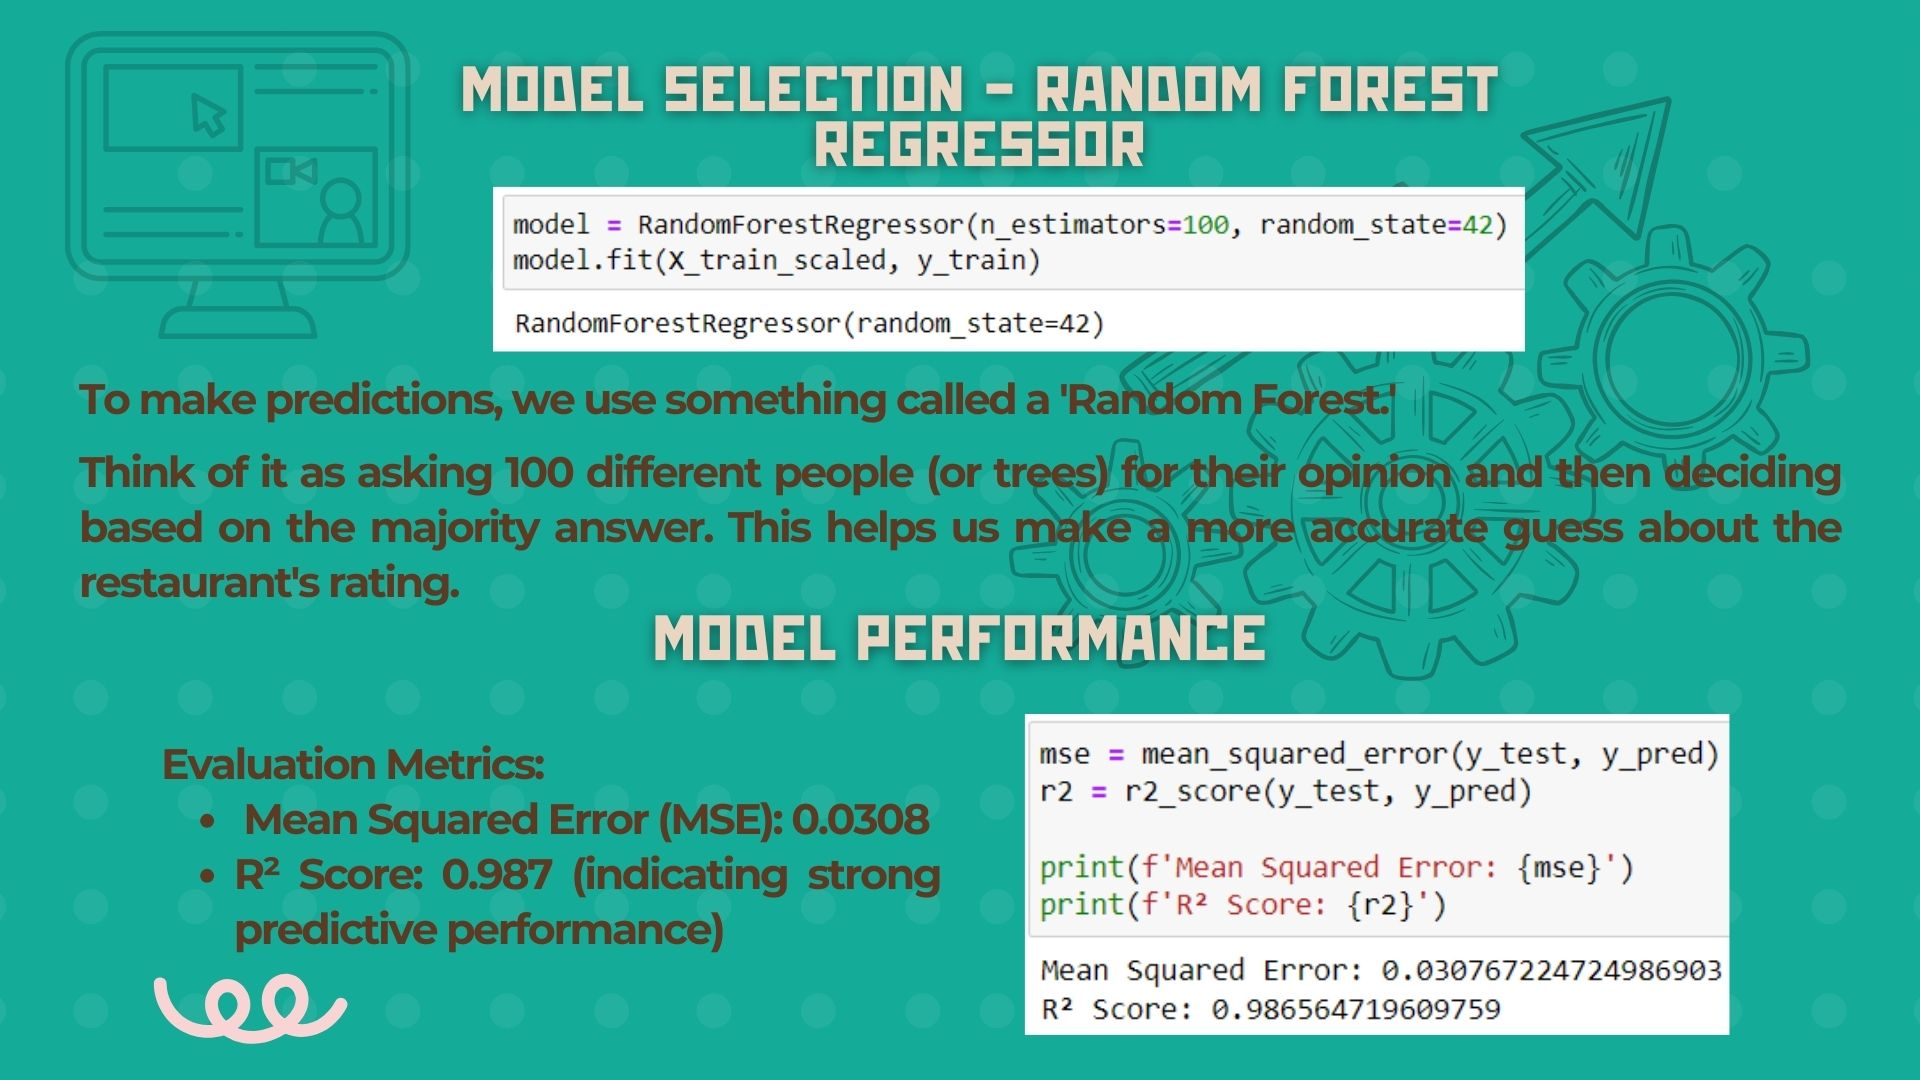 MODEL SELECTION - RANDOM FOREST
REGRESSOR
model = RandomForestRegressor(n_estimators=100, random_state=42)
model.fit(X_train_scaled, y_train)
RandomForestRegressor(random_state=42)
To make predictions, we use something called a 'Random Forest.'
Think of it as asking 100 different people (or trees) for their opinion and then deciding
based on the majority answer. This helps us make a more accurate guess about the
restaurant's rating.
MODEL PERFORMANCE
Evaluation Metrics:
• Mean Squared Error (MSE): 0.0308
• R² Score: 0.987 (indicating strong
predictive performance)
mse = mean_squared_error(y_test, y_pred)
r2 = r2_score(y_test, y_pred)
print(f'Mean Squared Error: {mse}')
print(f'R² Score: {r2}')
Mean Squared Error: 0.030767224724986903
R² Score: 0.986564719609759